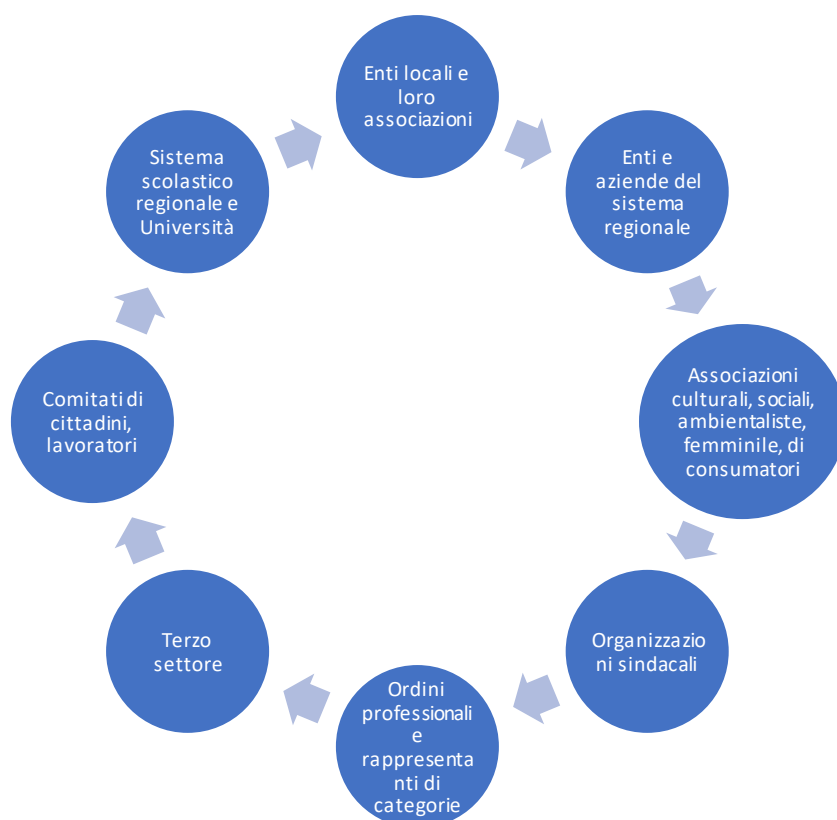 Enti locali e
loro
associazioni
Enti e
aziende del
sistema
regionale
Associazioni
culturali, sociali,
ambientaliste,
femminile, di
consumatori
Organizzazio
ni sindacali
Ordini
professionali
e
rappresenta
nti di
categorie
Terzo
settore
Comitati di
cittadini,
lavoratori
Sistema
scolastico
regionale e
Università